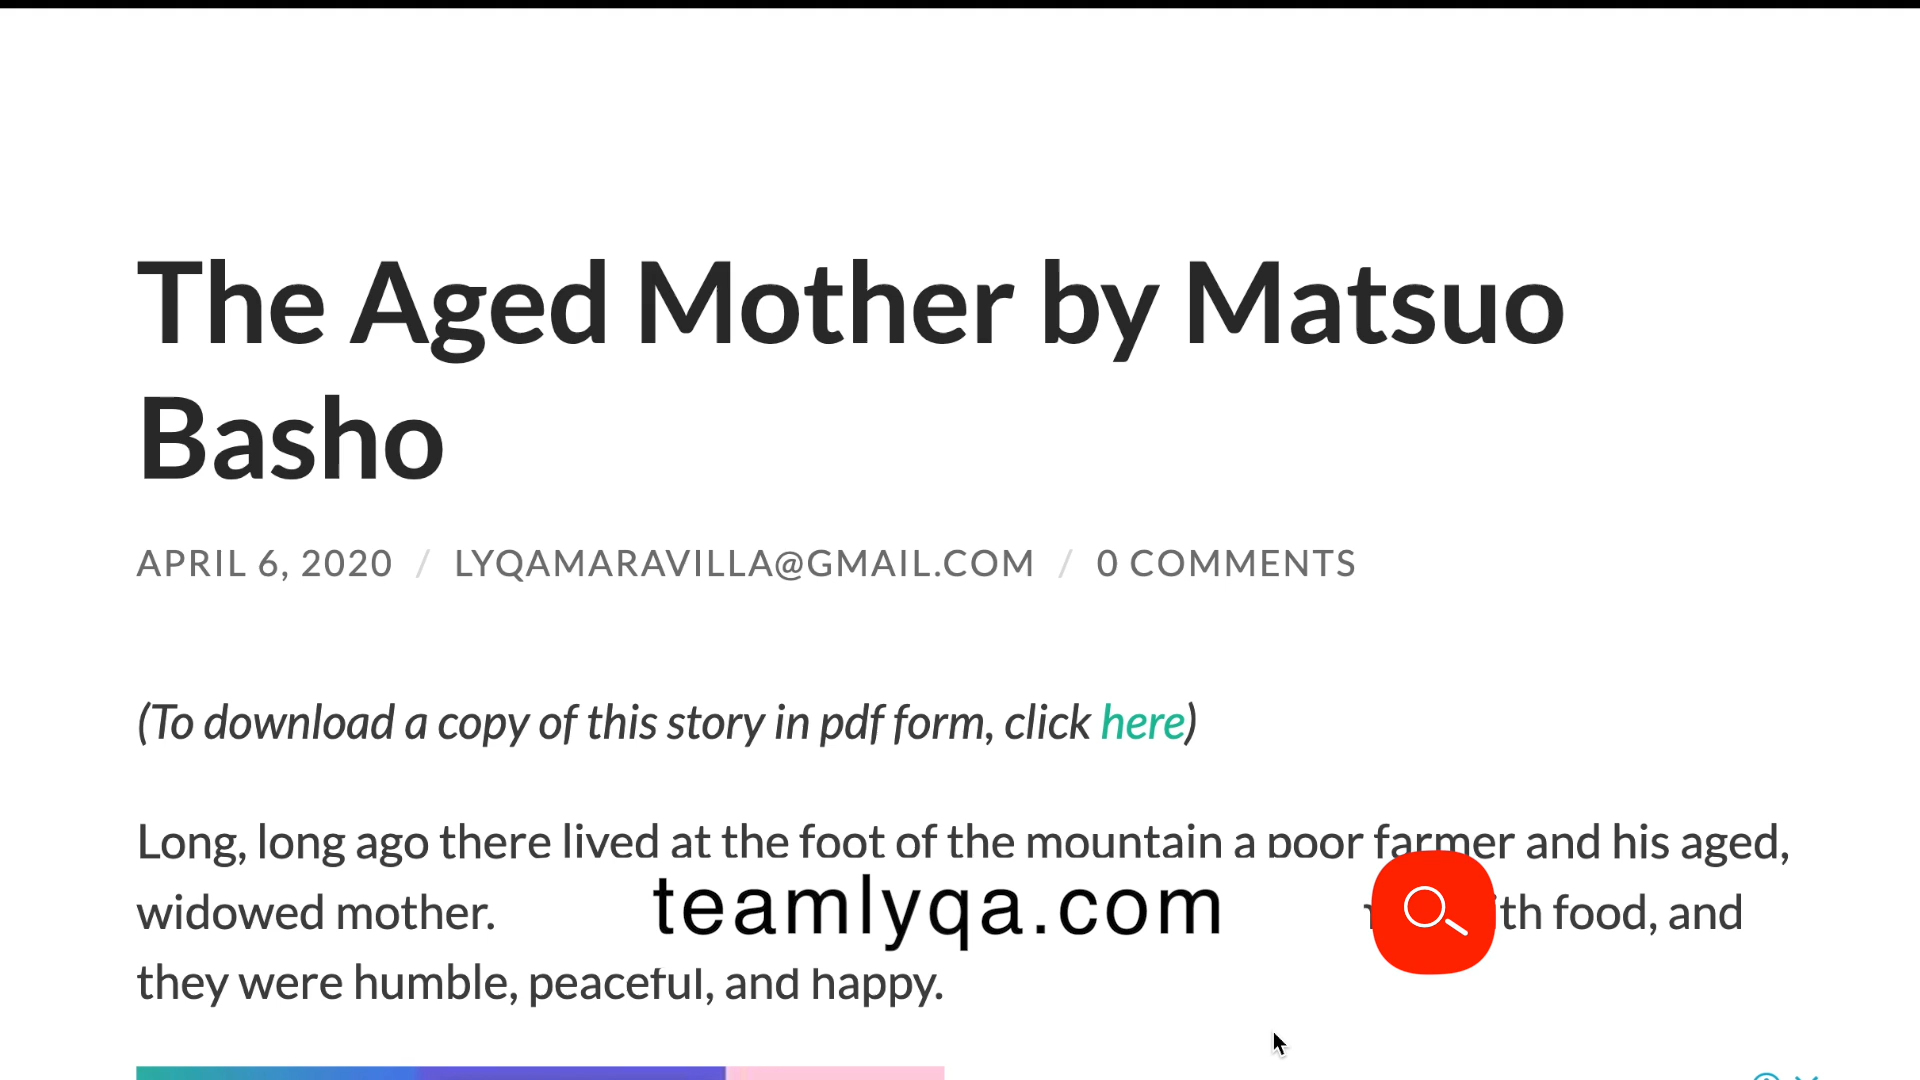 The Aged Mother by Matsuo
Basho
APRIL 6, 2020 / LYQAMARAVILLA@GMAIL.COM / 0 COMMENTS
(To download a copy of this story in pdf form, click here)
Long, long ago there lived at the foot of the mountain a poor farmer and his aged,
widowed mother. food, and
teamlyqa.com
they were humble, peaceful, and happy.